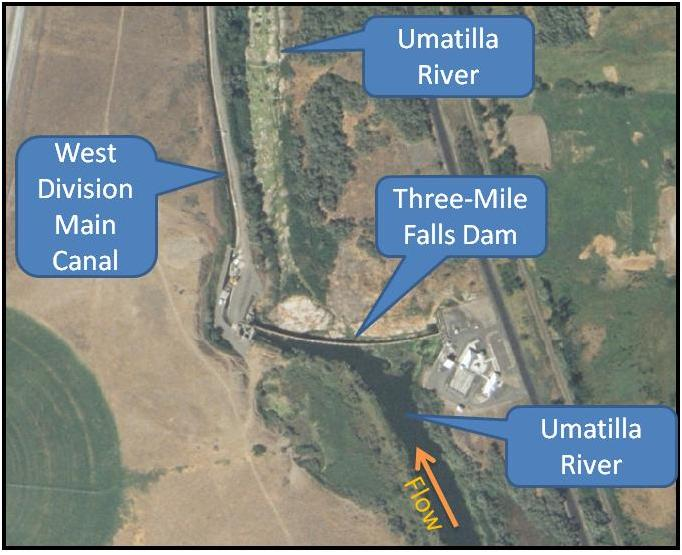 Umatilla
River
West
Division
Main
Canal
Three-Mile
Falls Dam
Umatilla
River
Flow